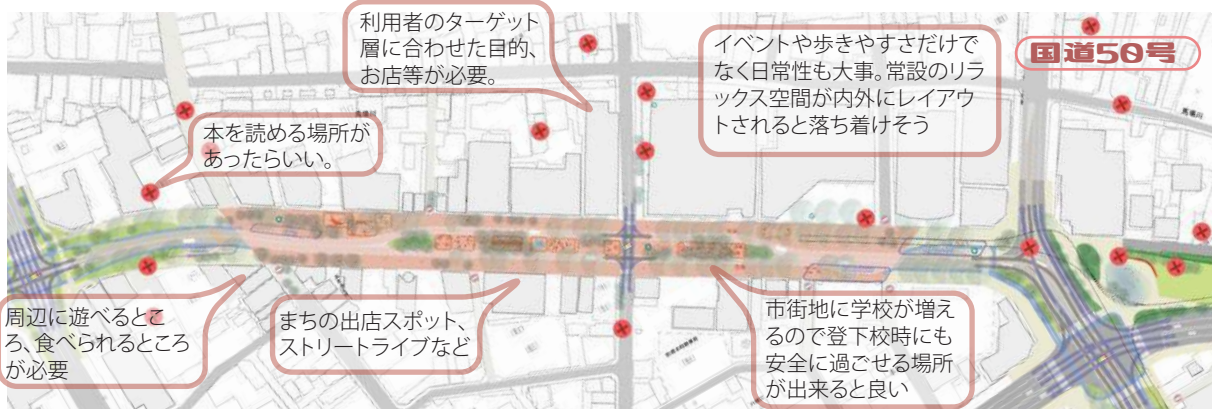 利用者のターゲット
層に合わせた目的、
お店等が必要。
イベントや歩きやすさだけで
なく日常性も大事。常設のリラ
ックス空間が内外にレイアウ
トされると落ち着けそう
国道50号
馬場川
馬場川
本を読める場所が
あったらいい。
周辺に遊べるとこ
ろ、食べられるところ
が必要
まちの出店スポット、
ストリートライブなど
市街地に学校が増え
るので登下校時にも
安全に過ごせる場所
が出来ると良い